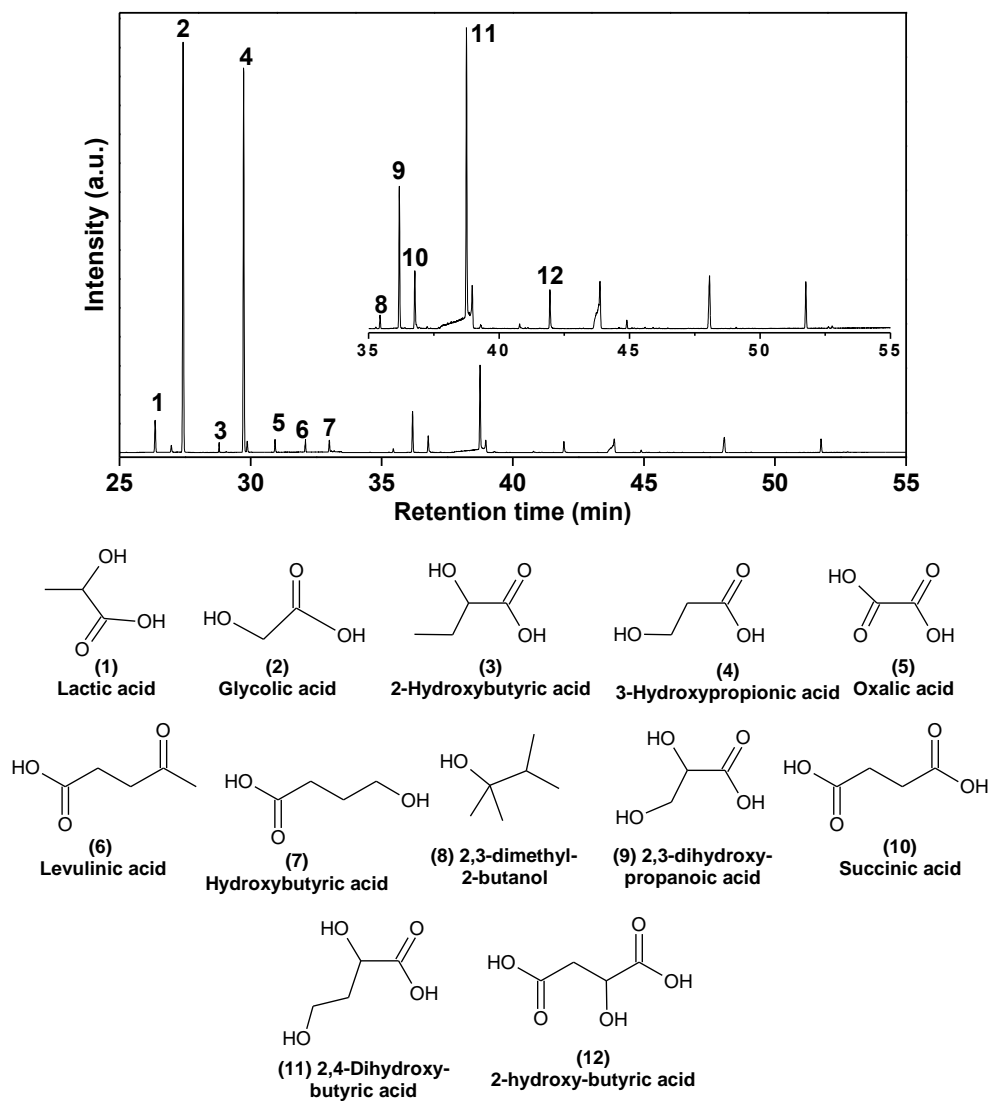 Intensity (a.u.)
2
4
11
9
10
8
12
35
40
45
50
55
1
3
5
6
7
25
30
35
40
45
50
55
Retention time (min)
OH
O
OH
(1)
Lactic acid
O
HO
OH
(2)
Glycolic acid
HO
O
OH
(3)
2-Hydroxybutyric acid
O
HO
OH
(4)
3-Hydroxypropionic acid
HO
O
O
OH
(5)
Oxalic acid
O
HO
O
(6)
Levulinic acid
HO
OH
O
(7)
Hydroxybutyric acid
HO
(8) 2,3-dimethyl-
2-butanol
HO
O
HO
OH
(9) 2,3-dihydroxy-
propanoic acid
O
HO
OH
O
(10)
Succinic acid
HO
O
OH
HO
(11) 2,4-Dihydroxy-
butyric acid
O
HO
OH
O
OH
(12)
2-hydroxy-butyric acid